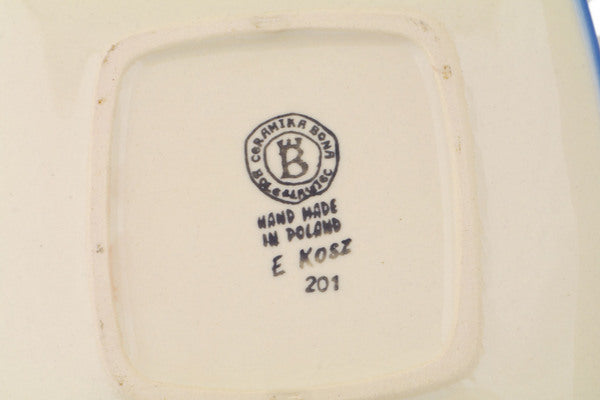 CERAMIKA BONA
BOLESŁAWIEC
B
HAND MADE
IN POLAND
E KOSZ
201